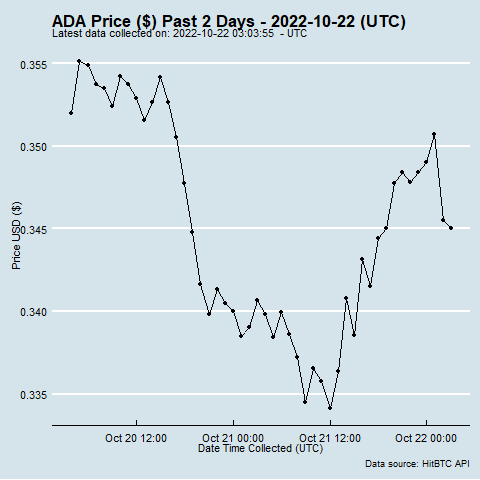 ADA Price ($) Past 2 Days - 2022-10-22 (UTC)
Latest data collected on: 2022-10-22 03:03:55  - UTC
0.355
0.350
0.345
0.340
0.335
Price USD ($)
Oct 20 12:00
Oct 21 00:00
Oct 21 12:00
Oct 22 00:00
Date Time Collected (UTC)
Data source: HitBTC API